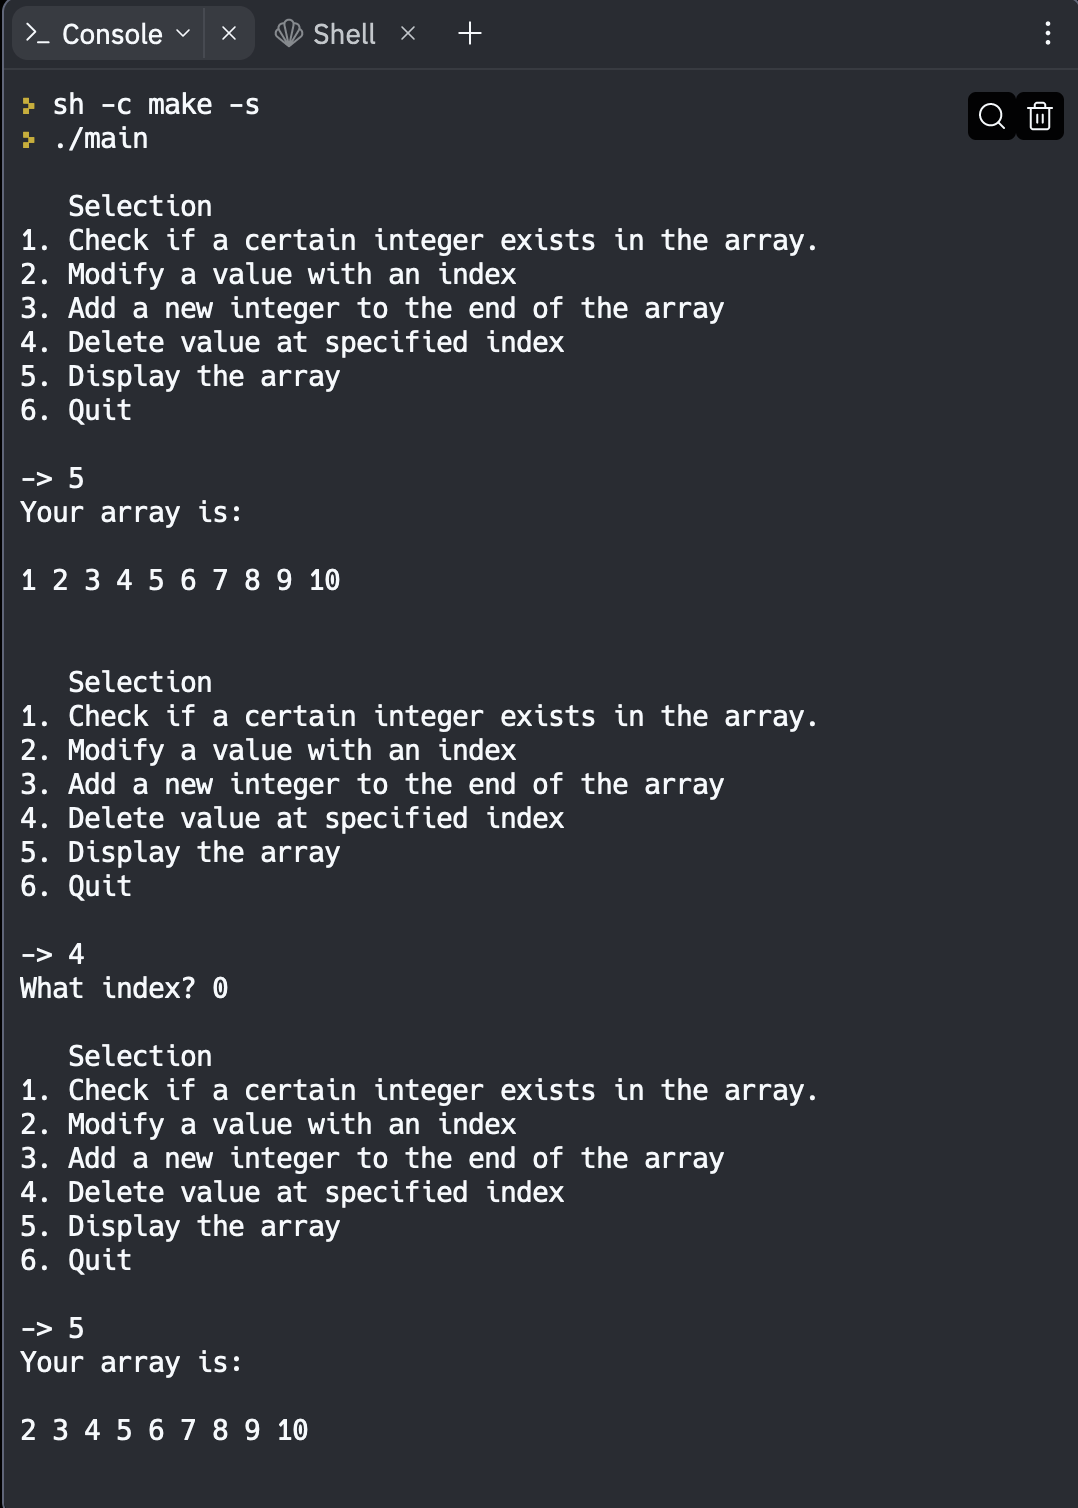 Console Shell
sh -c make -s
./main
Selection
1. Check if a certain integer exists in the array.
2. Modify a value with an index
3. Add a new integer to the end of the array
4. Delete value at specified index
5. Display the array
6. Quit
-> 5
Your array is:
1 2 3 4 5 6 7 8 9 10
Selection
1. Check if a certain integer exists in the array.
2. Modify a value with an index
3. Add a new integer to the end of the array
4. Delete value at specified index
5. Display the array
6. Quit
-> 4
What index? 0
Selection
1. Check if a certain integer exists in the array.
2. Modify a value with an index
3. Add a new integer to the end of the array
4. Delete value at specified index
5. Display the array
6. Quit
-> 5
Your array is:
2 3 4 5 6 7 8 9 10